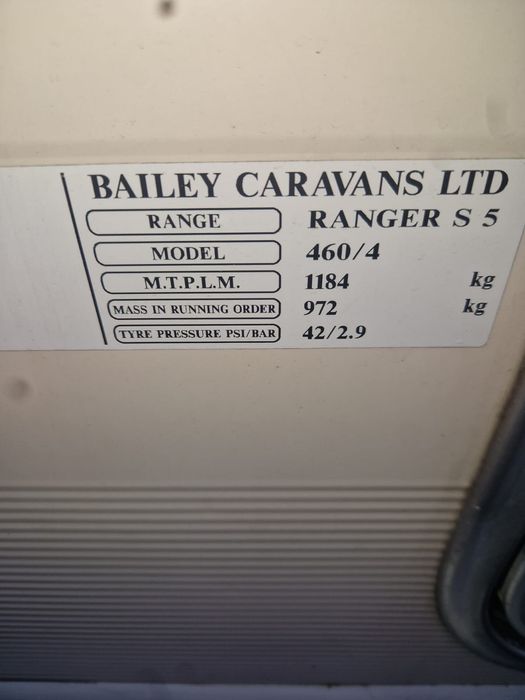 BAILEY CARAVANS LTD
RANGE RANGER S 5
MODEL 460/4
M.T.P.L.M. 1184 kg
MASS IN RUNNING ORDER 972 kg
TYRE PRESSURE PSI/BAR 42/2.9